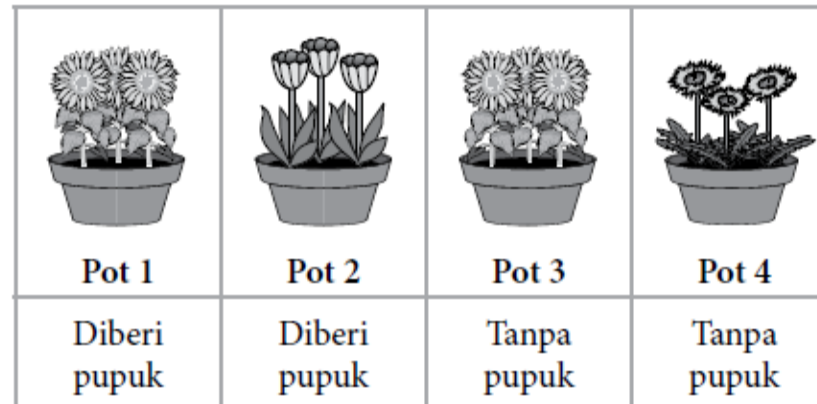 Pot 1
Pot 2
Pot 3
Pot 4
Diberi
pupuk
Diberi
pupuk
Tanpa
pupuk
Tanpa
pupuk